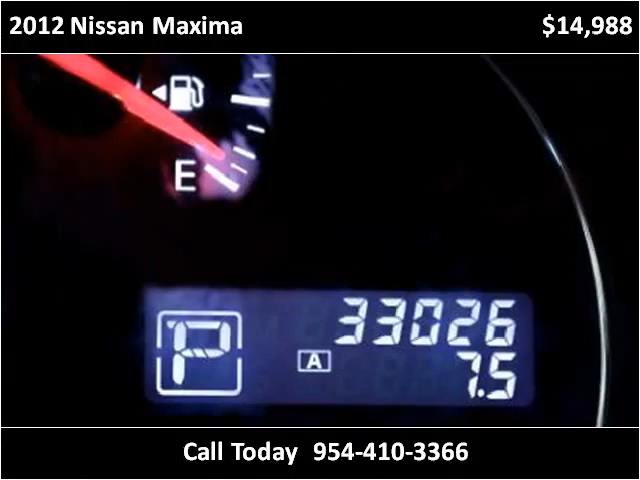 2012 Nissan Maxima $14,988
E
33026
P A 7.5
Call Today 954-410-3366